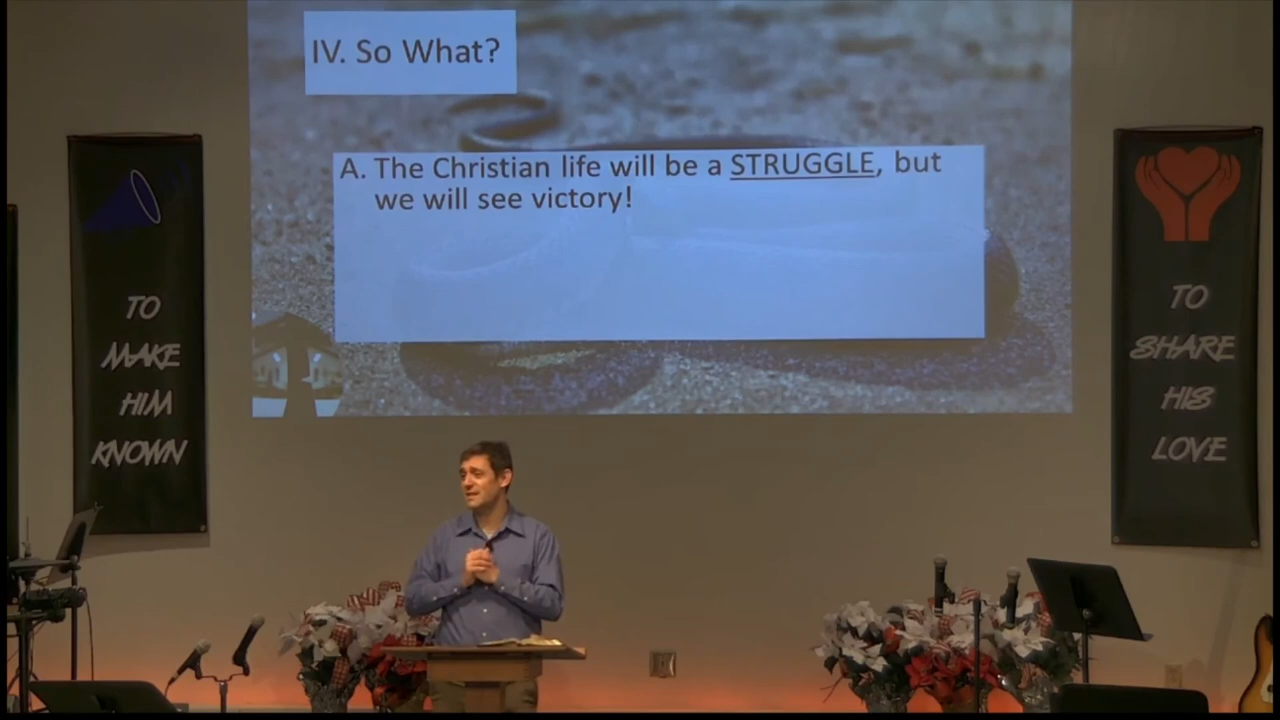 IV. So What?
A. The Christian life will be a STRUGGLE, but
we will see victory!
TO
MAKE
HIM
KNOWN
TO
SHARE
HIS
LOVE